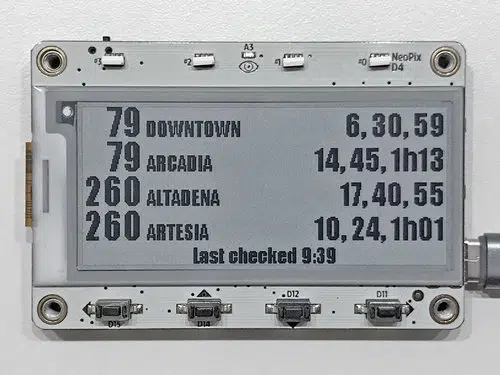 #3 #2 A3 #1 #0 NeoPix
D4
79 DOWNTOWN 6, 30, 59
79 ARCADIA 14, 45, 1h13
260 ALTADENA 17, 40, 55
260 ARTESIA 10, 24, 1h01
Last checked 9:39
D15 D14 D12 D11